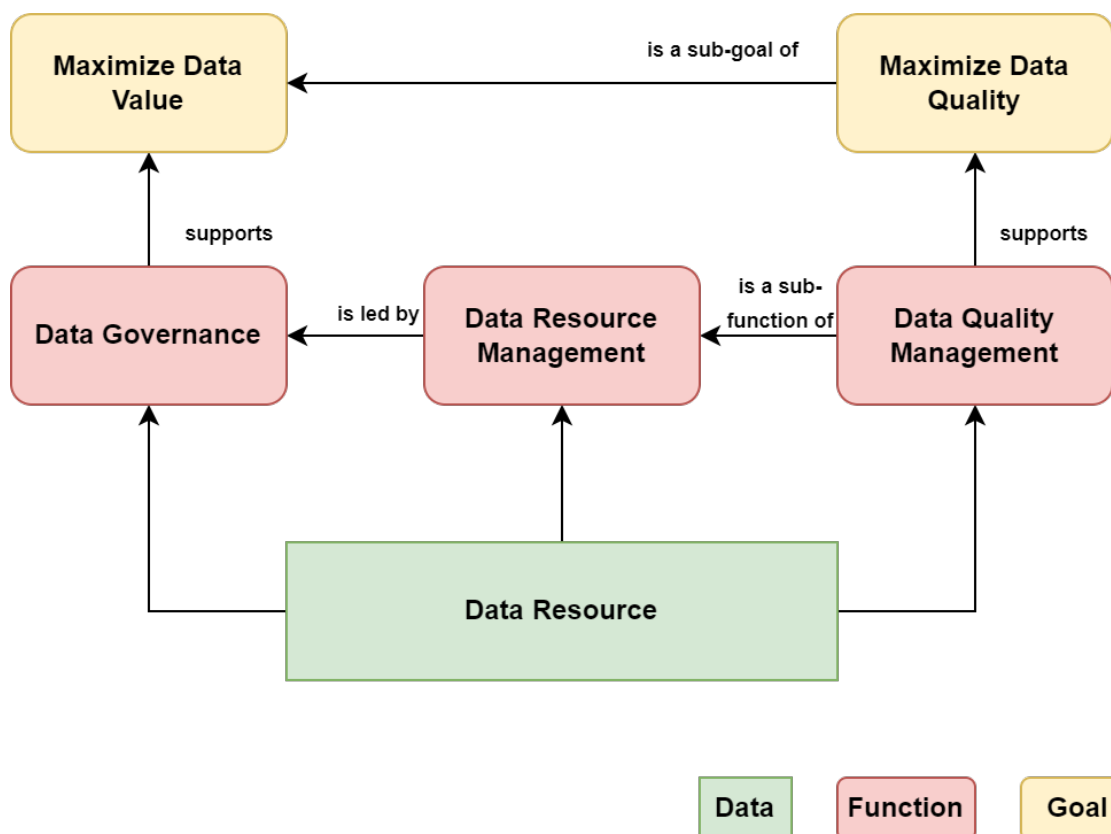 Maximize Data
Value
is a sub-goal of
Maximize Data
Quality
supports
supports
Data Governance
is led by
Data Resource
Management
is a sub-
function of
Data Quality
Management
Data Resource
Data
Function
Goal